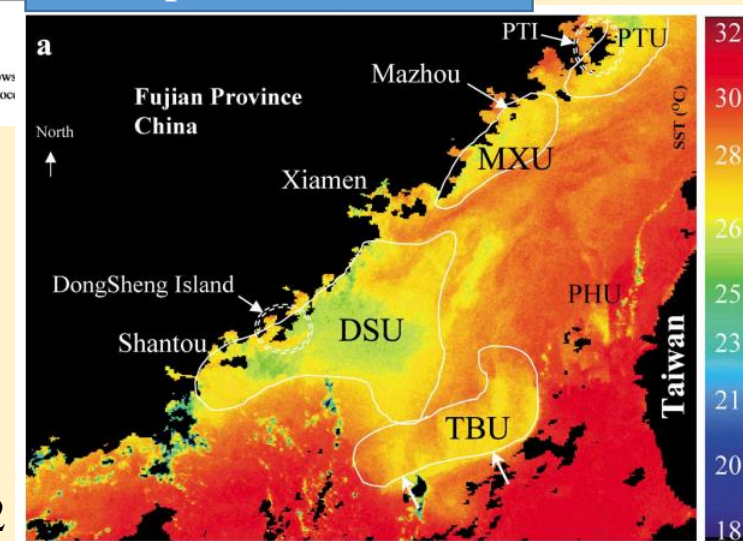 a
PTI
PTU
Mazhou
Fujian Province
China
North
MXU
Xiamen
DongSheng Island
PHU
Shantou
DSU
Taiwan
TBU
SST (°C)
32
30
28
26
25
23
21
20
18